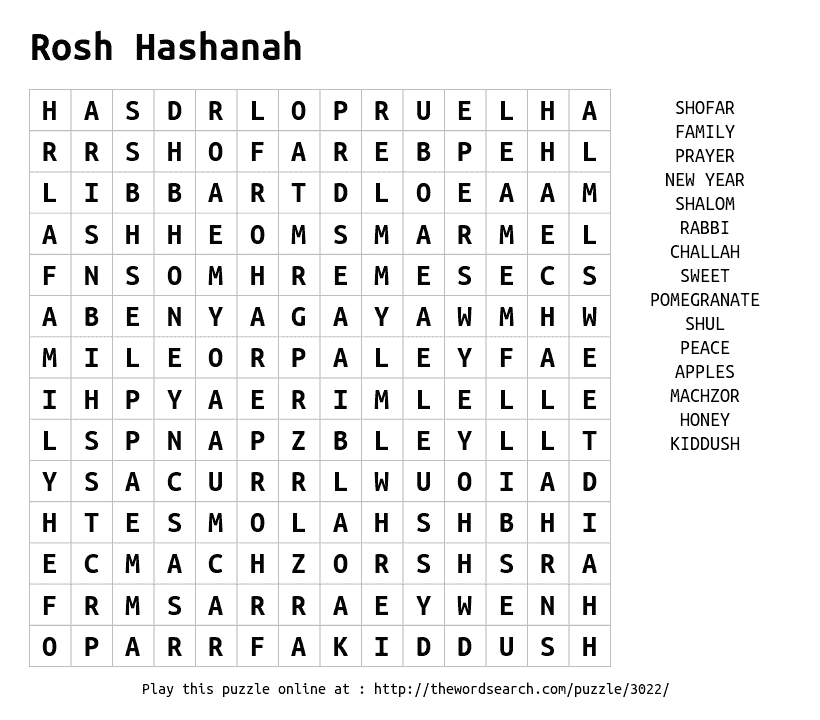 Rosh Hashanah
H A S D R L O P R U E L H A
R R S H O F A R E B P E H L
L I B B A R T D L O E A A M
A S H H E O M S M A R M E L
F N S O M H R E M E S E C S
A B E N Y A G A Y A W M H W
M I L E O R P A L E Y F A E
I H P Y A E R I M L E L L E
L S P N A P Z B L E Y L L T
Y S A C U R R L W U O I A D
H T E S M O L A H S H B H I
E C M A C H Z O R S H S R A
F R M S A R R A E Y W E N H
O P A R R F A K I D D U S H
SHOFAR
FAMILY
PRAYER
NEW YEAR
SHALOM
RABBI
CHALLAH
SWEET
POMEGRANATE
SHUL
PEACE
APPLES
MACHZOR
HONEY
KIDDUSH
Play this puzzle online at : http://thewordsearch.com/puzzle/3022/